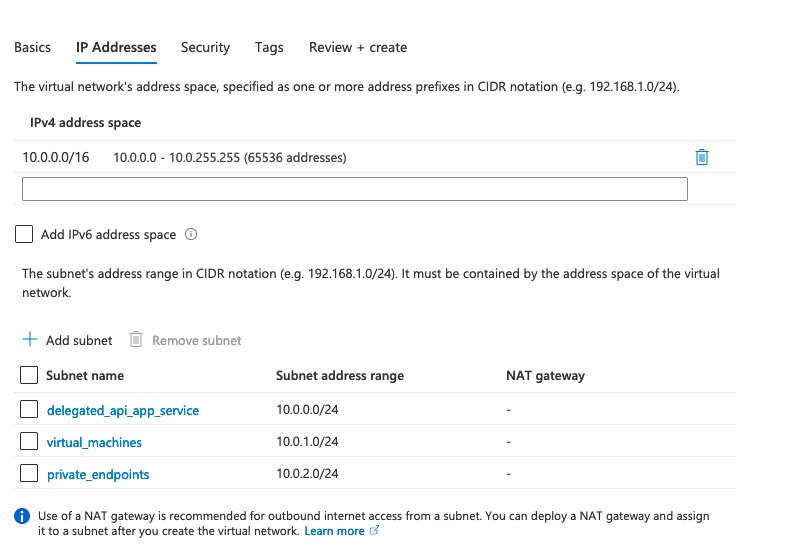 Basics IP Addresses Security Tags Review + create
The virtual network's address space, specified as one or more address prefixes in CIDR notation (e.g. 192.168.1.0/24).
IPv4 address space
10.0.0.0/16 10.0.0.0 - 10.0.255.255 (65536 addresses)
Add IPv6 address space
The subnet's address range in CIDR notation (e.g. 192.168.1.0/24). It must be contained by the address space of the virtual
network.
Add subnet Remove subnet
Subnet name Subnet address range NAT gateway
delegated_api_app_service 10.0.0.0/24 -
virtual_machines 10.0.1.0/24 -
private_endpoints 10.0.2.0/24 -
Use of a NAT gateway is recommended for outbound internet access from a subnet. You can deploy a NAT gateway and assign
it to a subnet after you create the virtual network. Learn more